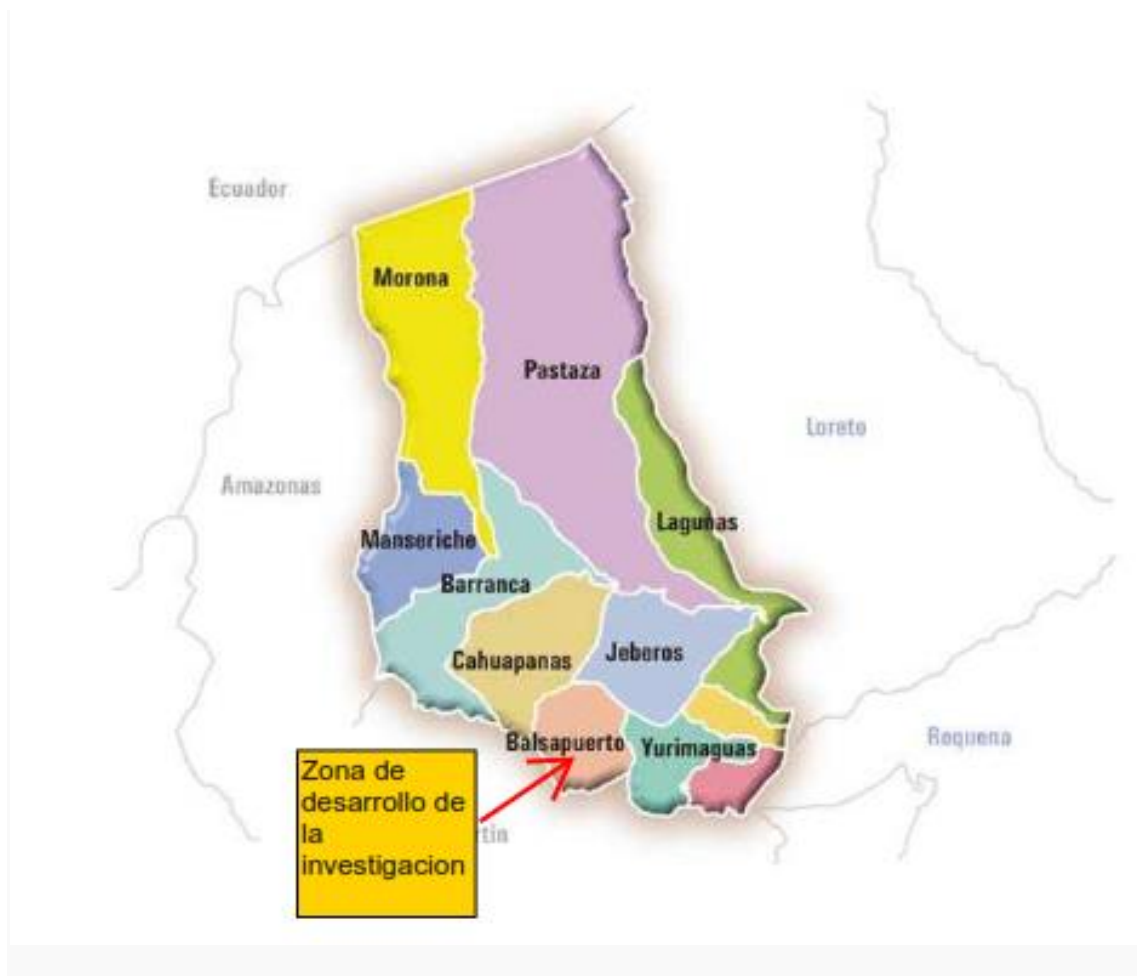 Ecuador
Morona
Pastaza
Loreto
Amazonas
Lagunas
Manseriche
Barranca
Jeberos
Cahuapanas
Balsapuerto
Yurimaguas
Requena
Zona de
desarrollo de
la
investigacion
rtin